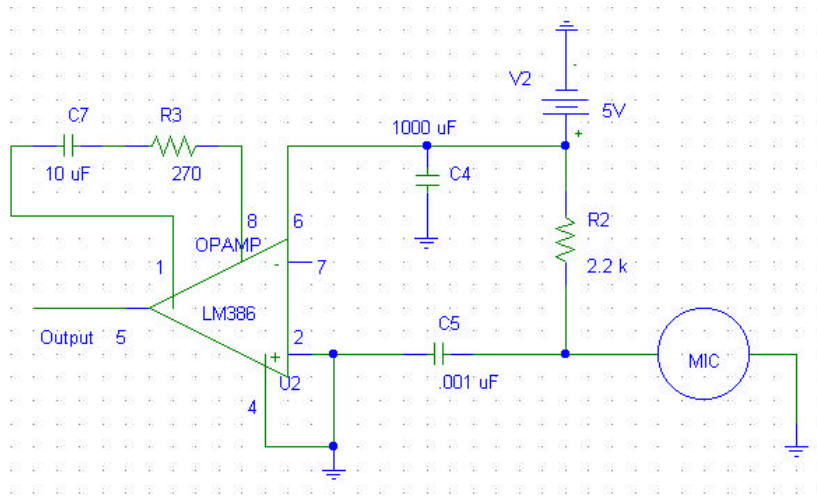 V2
-
5V
+
C7
R3
1000 uF
10 uF
270
C4
8
6
R2
OPAMP
1
-
7
2.2 k
LM386
Output
5
C5
2
+
MIC
U2
.001 uF
4